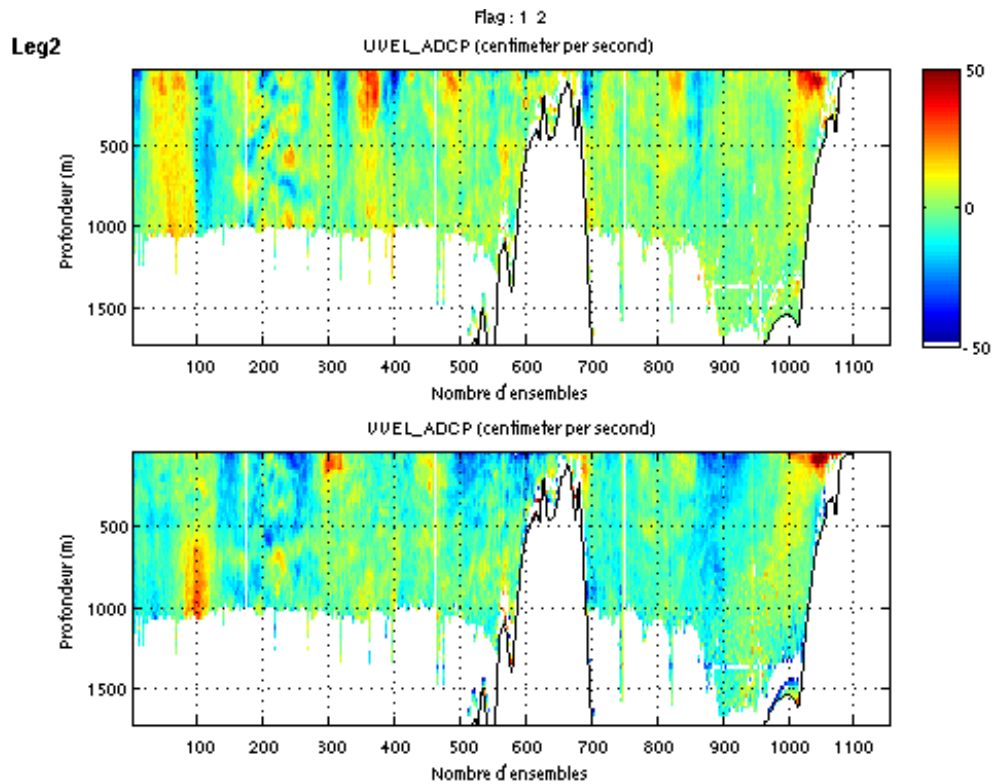 Flag : 1 2
Leg2
UVEL_ADCP (centimeter per second)
500
1000
1500
Profondeur (m)
100 200 300 400 500 600 700 800 900 1000 1100
Nombre d'ensembles
50
0
-50
VVEL_ADCP (centimeter per second)
500
1000
1500
Profondeur (m)
100 200 300 400 500 600 700 800 900 1000 1100
Nombre d'ensembles